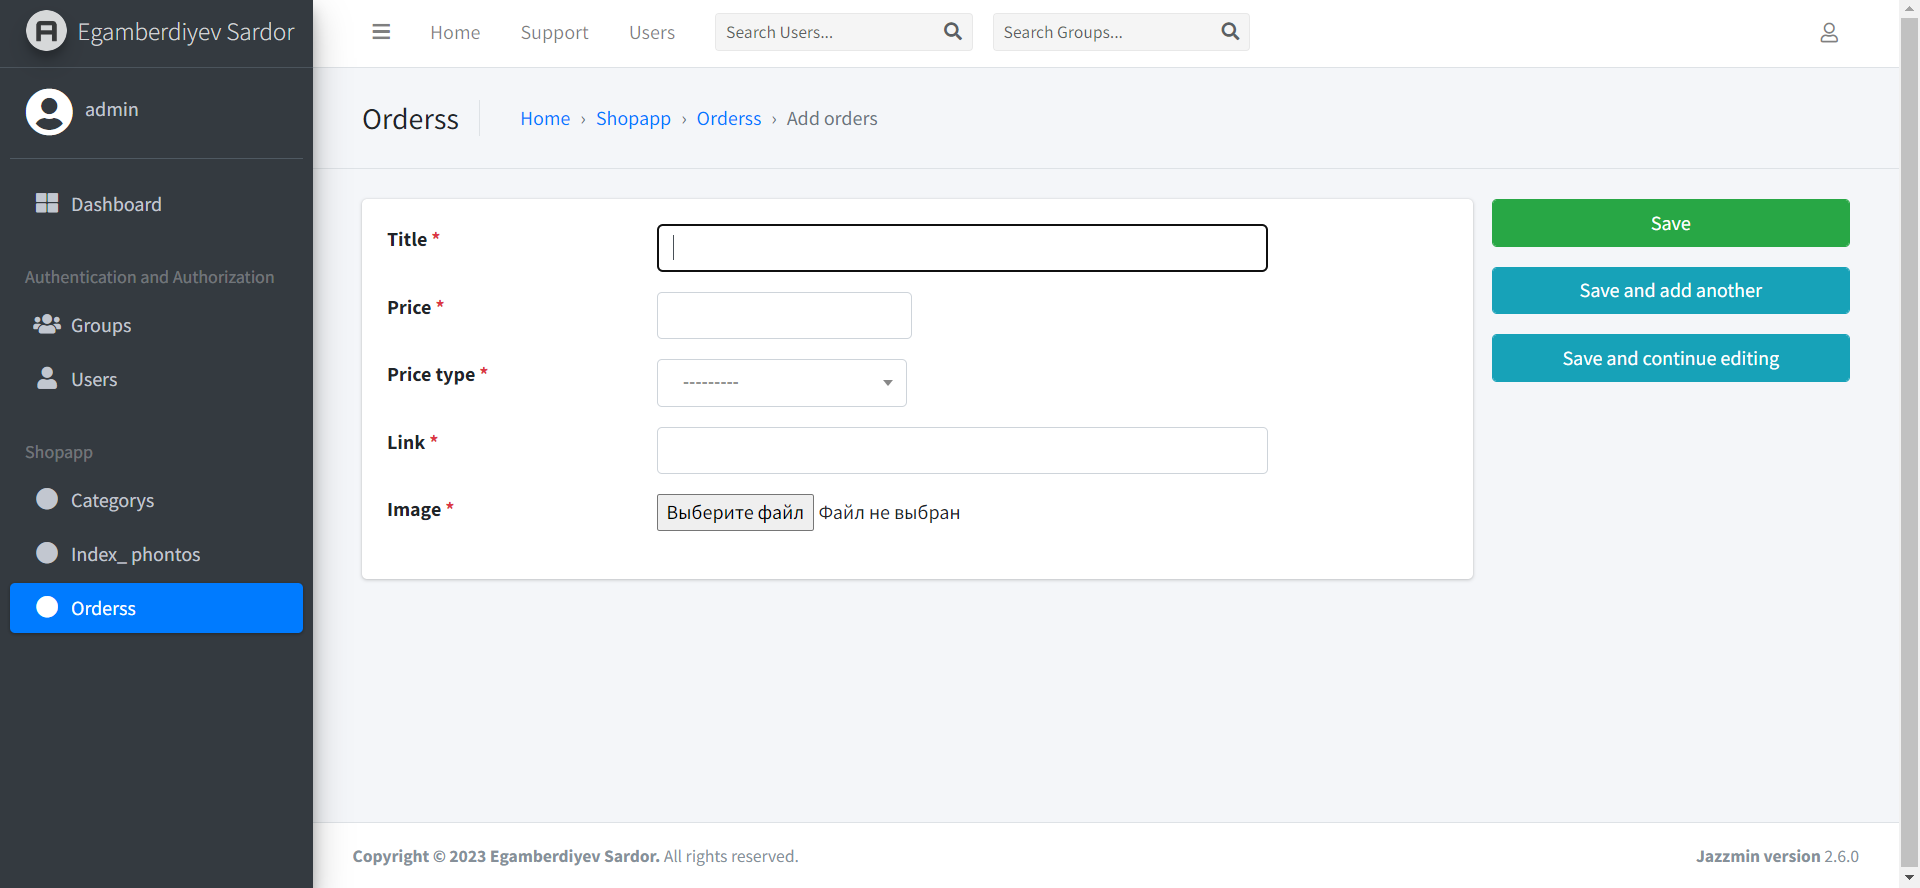 Egamberdiyev Sardor
admin
Dashboard
Authentication and Authorization
Groups
Users
Shopapp
Categorys
Index_ phontos
Orderss
Home Support Users Search Users... Search Groups...
Orderss
Home › Shopapp › Orderss › Add orders
Title *
Price *
Price type *
---------
Link *
Image *
Выберите файл Файл не выбран
Save
Save and add another
Save and continue editing
Copyright © 2023 Egamberdiyev Sardor. All rights reserved.
Jazzmin version 2.6.0